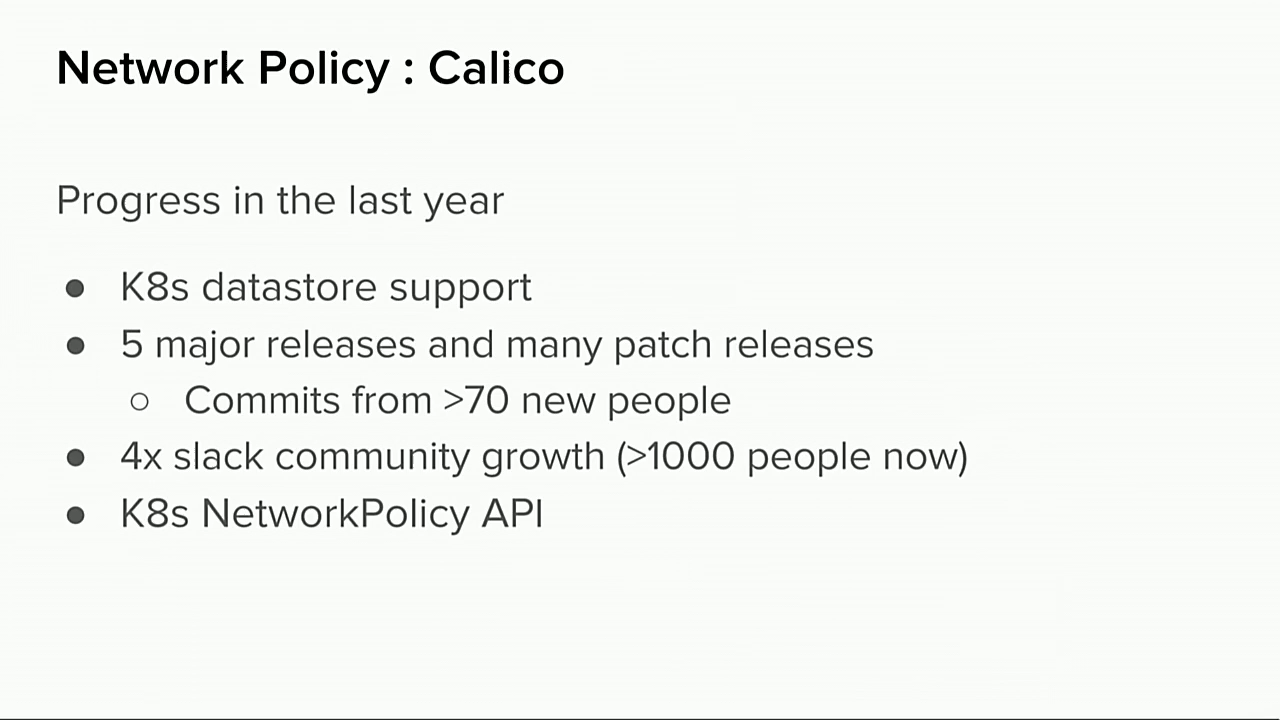 Network Policy : Calico
Progress in the last year
● K8s datastore support
● 5 major releases and many patch releases
○ Commits from >70 new people
● 4x slack community growth (>1000 people now)
● K8s NetworkPolicy API